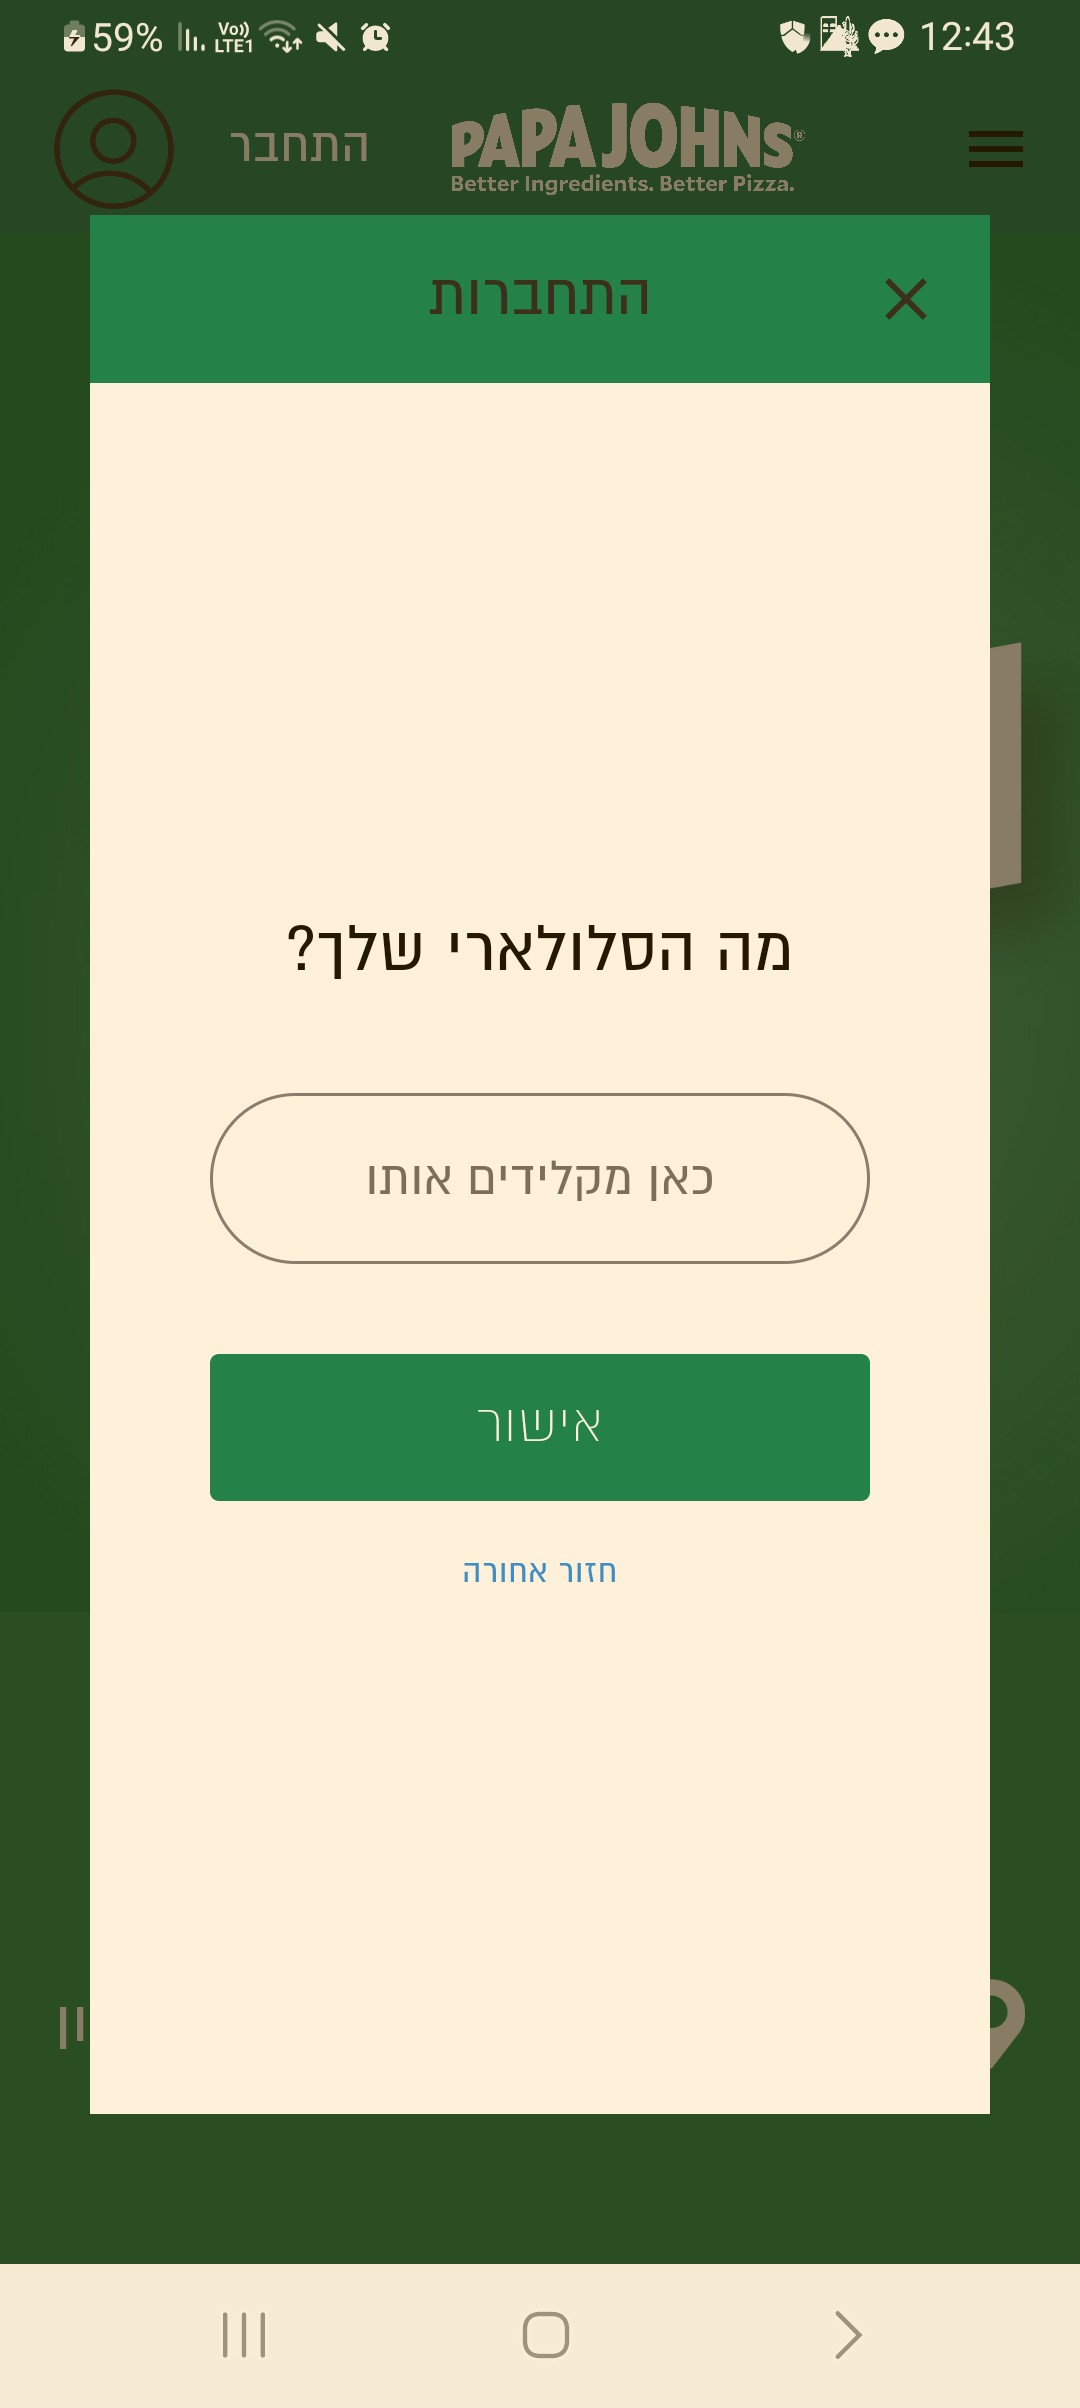 59%
Vo))
LTE1
12:43
התחבר
PAPA JOHNS®
Better Ingredients. Better Pizza.
התחברות
מה הסלולארי שלך?
כאן מקלידים אותו
אישור
חזור אחורה